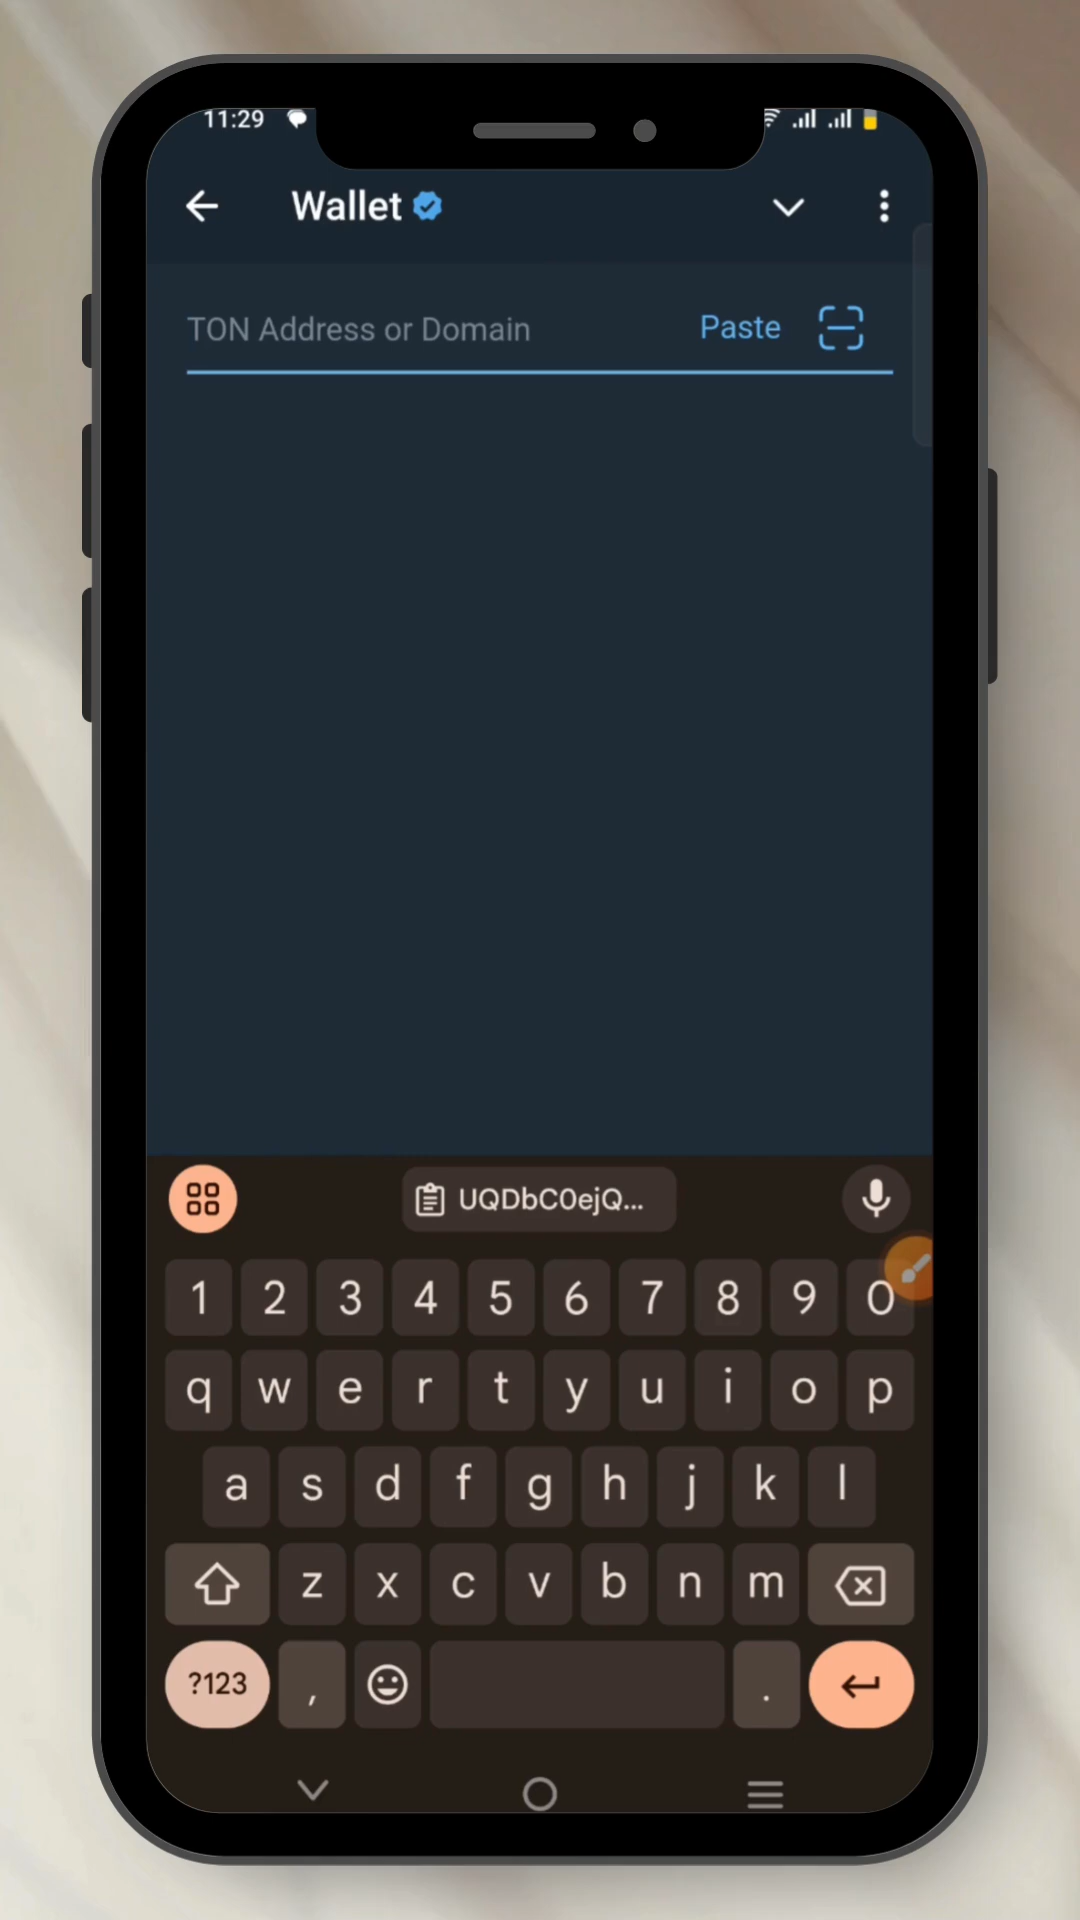 11:29
Wallet
TON Address or Domain Paste
UQDbC0ejQ...
1 2 3 4 5 6 7 8 9 0
q w e r t y u i o p
a s d f g h j k l
z x c v b n m
?123 , .